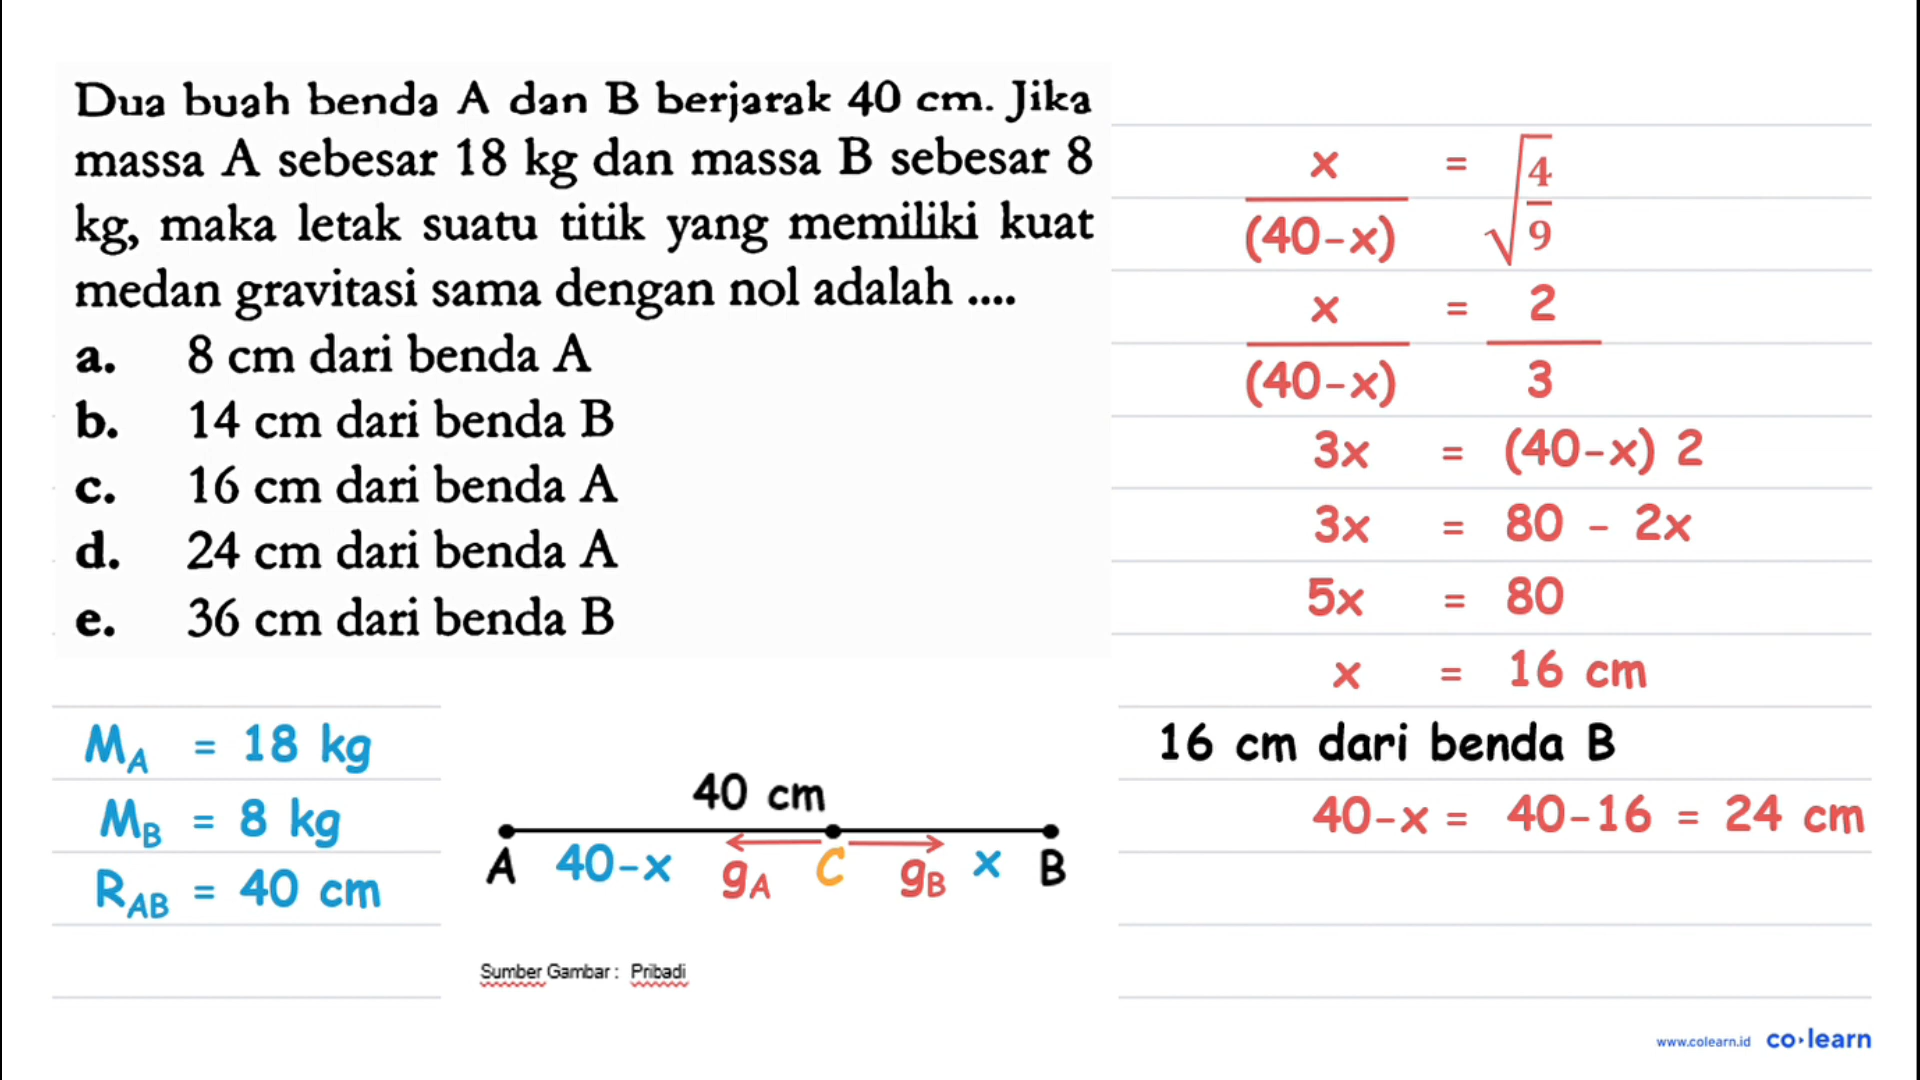 Dua buah benda A dan B berjarak 40 cm. Jika
massa A sebesar 18 kg dan massa B sebesar 8
kg, maka letak suatu titik yang memiliki kuat
medan gravitasi sama dengan nol adalah ....
a. 8 cm dari benda A
b. 14 cm dari benda B
c. 16 cm dari benda A
d. 24 cm dari benda A
e. 36 cm dari benda B
M_A = 18 kg
M_B = 8 kg
R_AB = 40 cm
40 cm
A 40-x g_A C g_B x B
Sumber Gambar : Pribadi
x/(40-x) = √(4/9)
x/(40-x) = 2/3
3x = (40-x) 2
3x = 80 - 2x
5x = 80
x = 16 cm
16 cm dari benda B
40-x = 40-16 = 24 cm
www.colearn.id co·learn